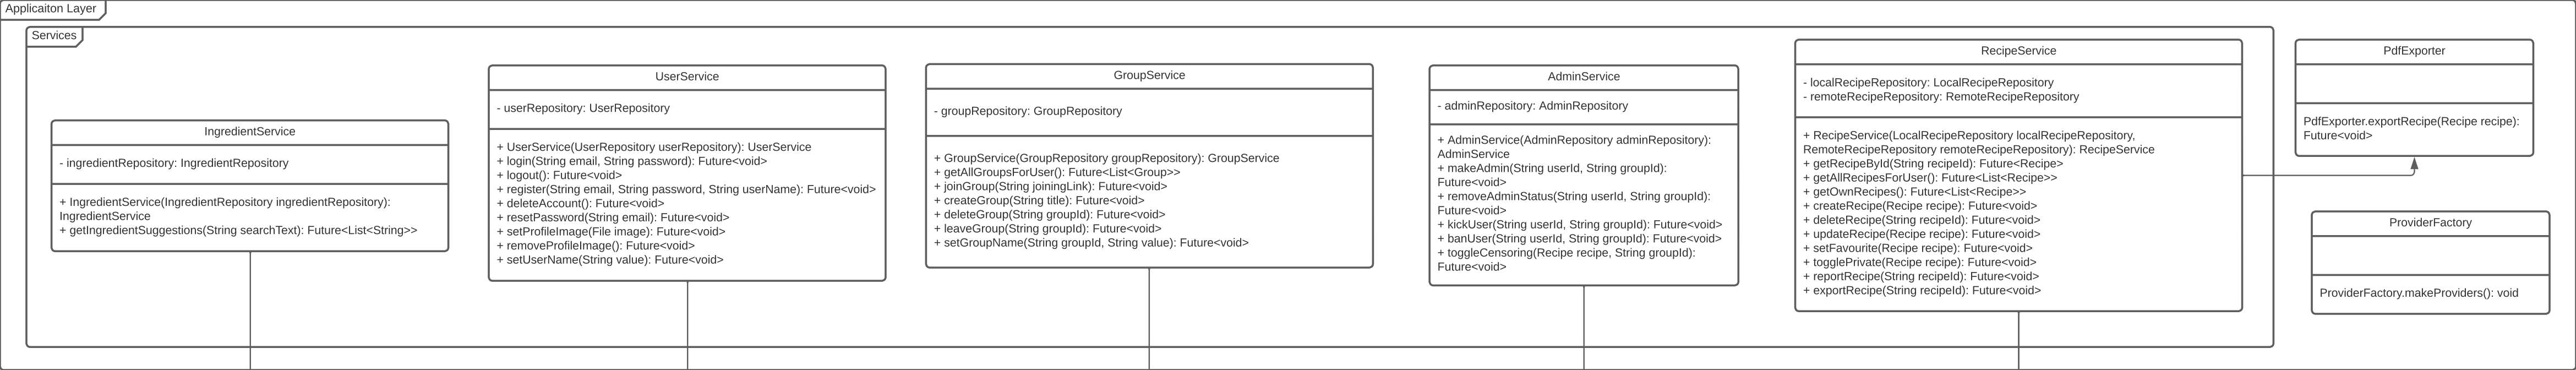 Applicaiton Layer
Services
IngredientService
- ingredientRepository: IngredientRepository
+ IngredientService(IngredientRepository ingredientRepository):
IngredientService
+ getIngredientSuggestions(String searchText): Future<List<String>>
UserService
- userRepository: UserRepository
+ UserService(UserRepository userRepository): UserService
+ login(String email, String password): Future<void>
+ logout(): Future<void>
+ register(String email, String password, String userName): Future<void>
+ deleteAccount(): Future<void>
+ resetPassword(String email): Future<void>
+ setProfileImage(File image): Future<void>
+ removeProfileImage(): Future<void>
+ setUserName(String value): Future<void>
GroupService
- groupRepository: GroupRepository
+ GroupService(GroupRepository groupRepository): GroupService
+ getAllGroupsForUser(): Future<List<Group>>
+ joinGroup(String joiningLink): Future<void>
+ createGroup(String title): Future<void>
+ deleteGroup(String groupId): Future<void>
+ leaveGroup(String groupId): Future<void>
+ setGroupName(String groupId, String value): Future<void>
AdminService
- adminRepository: AdminRepository
+ AdminService(AdminRepository adminRepository):
AdminService
+ makeAdmin(String userId, String groupId):
Future<void>
+ removeAdminStatus(String userId, String groupId):
Future<void>
+ kickUser(String userId, String groupId): Future<void>
+ banUser(String userId, String groupId): Future<void>
+ toggleCensoring(Recipe recipe, String groupId):
Future<void>
RecipeService
- localRecipeRepository: LocalRecipeRepository
- remoteRecipeRepository: RemoteRecipeRepository
+ RecipeService(LocalRecipeRepository localRecipeRepository,
RemoteRecipeRepository remoteRecipeRepository): RecipeService
+ getRecipeById(String recipeId): Future<Recipe>
+ getAllRecipesForUser(): Future<List<Recipe>>
+ getOwnRecipes(): Future<List<Recipe>>
+ createRecipe(Recipe recipe): Future<void>
+ deleteRecipe(String recipeId): Future<void>
+ updateRecipe(Recipe recipe): Future<void>
+ setFavourite(Recipe recipe): Future<void>
+ togglePrivate(Recipe recipe): Future<void>
+ reportRecipe(String recipeId): Future<void>
+ exportRecipe(String recipeId): Future<void>
PdfExporter
PdfExporter.exportRecipe(Recipe recipe):
Future<void>
ProviderFactory
ProviderFactory.makeProviders(): void